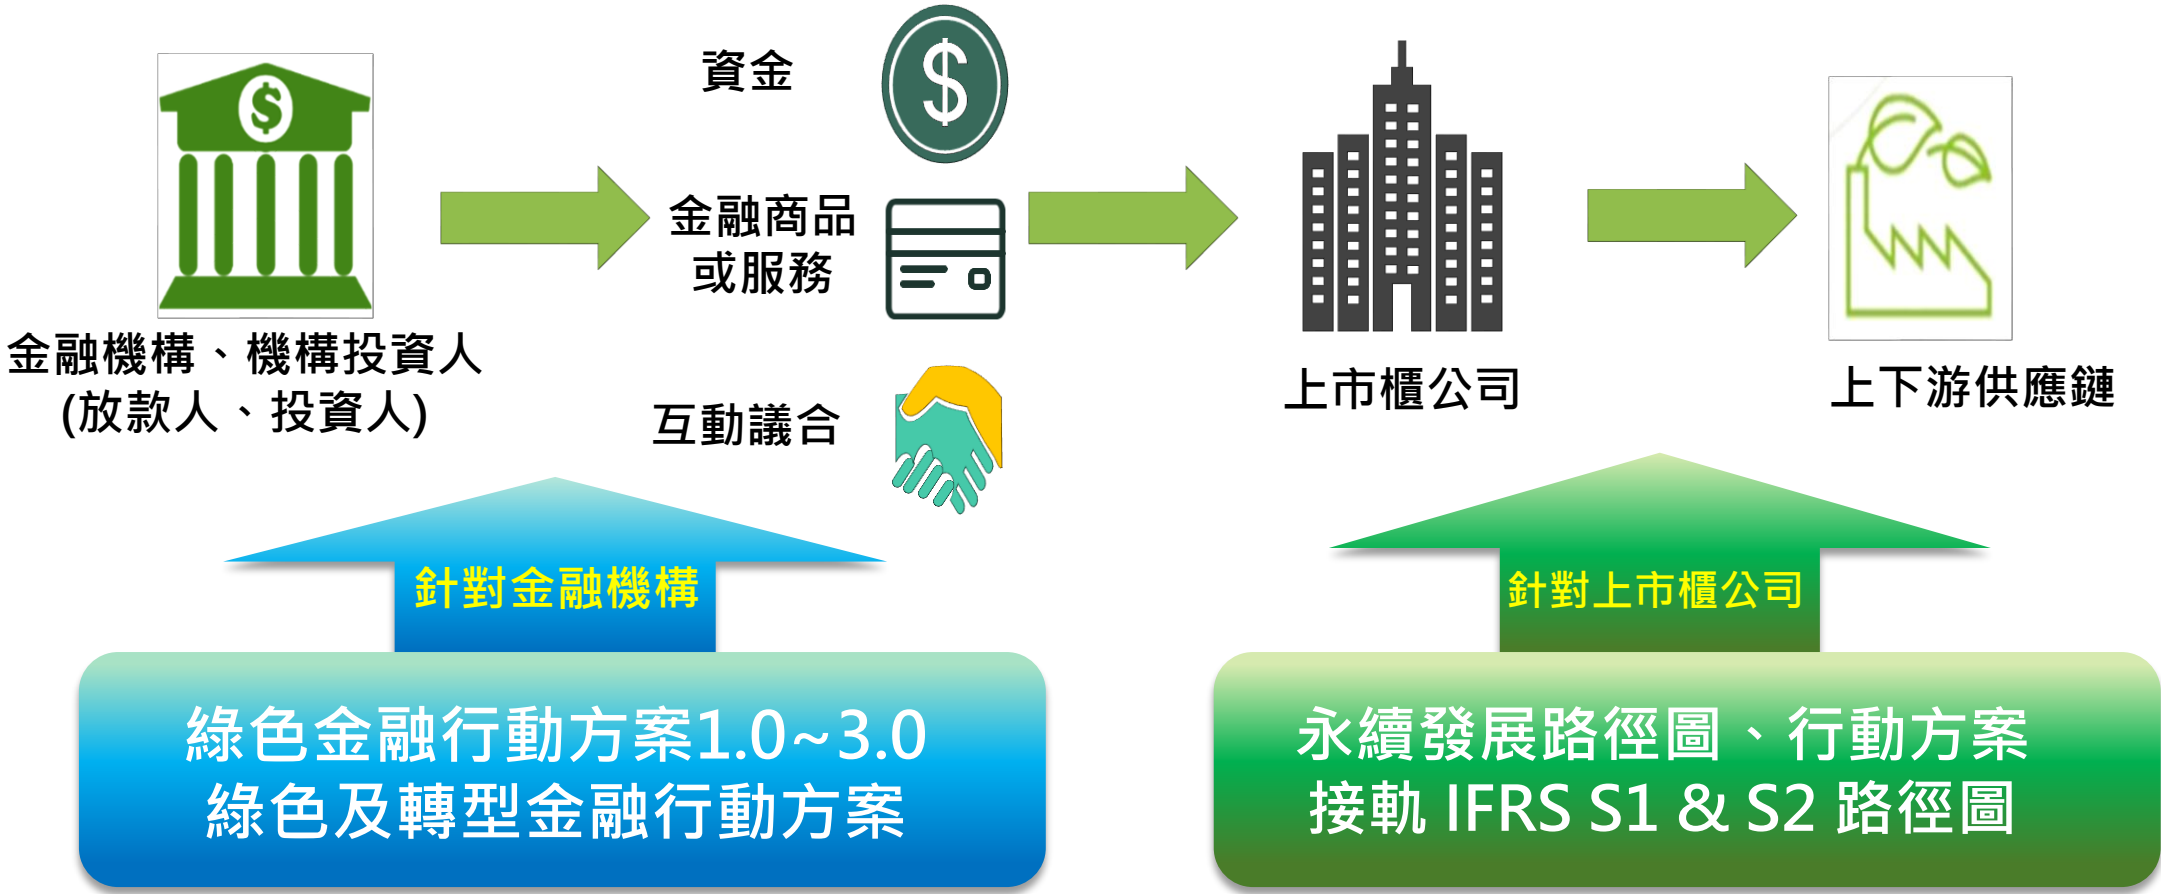 資金
金融商品
或服務
互動議合
金融機構、機構投資人
(放款人、投資人)
上市櫃公司
上下游供應鏈
針對金融機構
綠色金融行動方案1.0~3.0
綠色及轉型金融行動方案
針對上市櫃公司
永續發展路徑圖、行動方案
接軌 IFRS S1 & S2 路徑圖